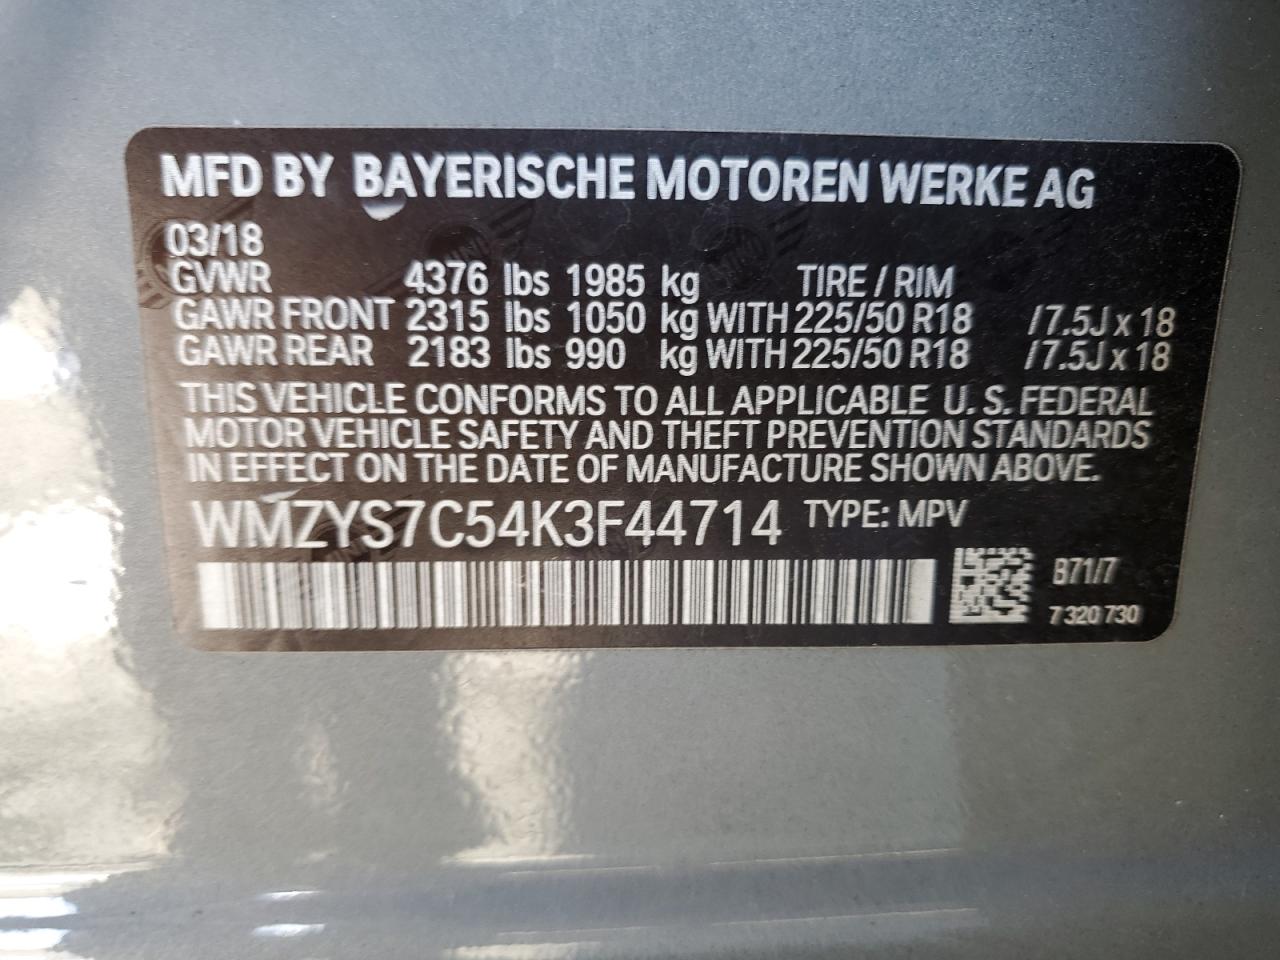 MFD BY BAYERISCHE MOTOREN WERKE AG
03/18
GVWR 4376 lbs 1985 kg TIRE / RIM
GAWR FRONT 2315 lbs 1050 kg WITH 225/50 R18 /7.5J x 18
GAWR REAR 2183 lbs 990 kg WITH 225/50 R18 /7.5J x 18
THIS VEHICLE CONFORMS TO ALL APPLICABLE U. S. FEDERAL
MOTOR VEHICLE SAFETY AND THEFT PREVENTION STANDARDS
IN EFFECT ON THE DATE OF MANUFACTURE SHOWN ABOVE.
WMZYS7C54K3F44714 TYPE: MPV
B71/7
7 320 730